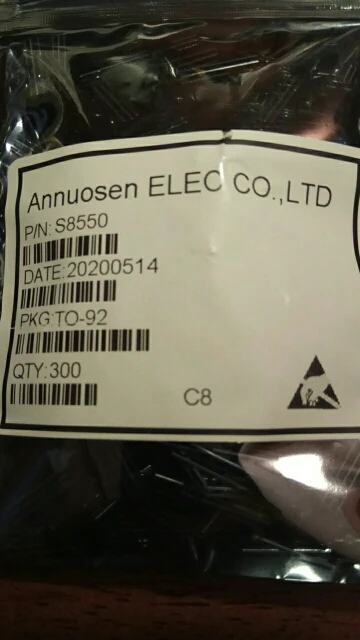 Annuosen ELEC CO.,LTD
P/N: S8550
DATE:20200514
PKG:TO-92
QTY: 300
C8